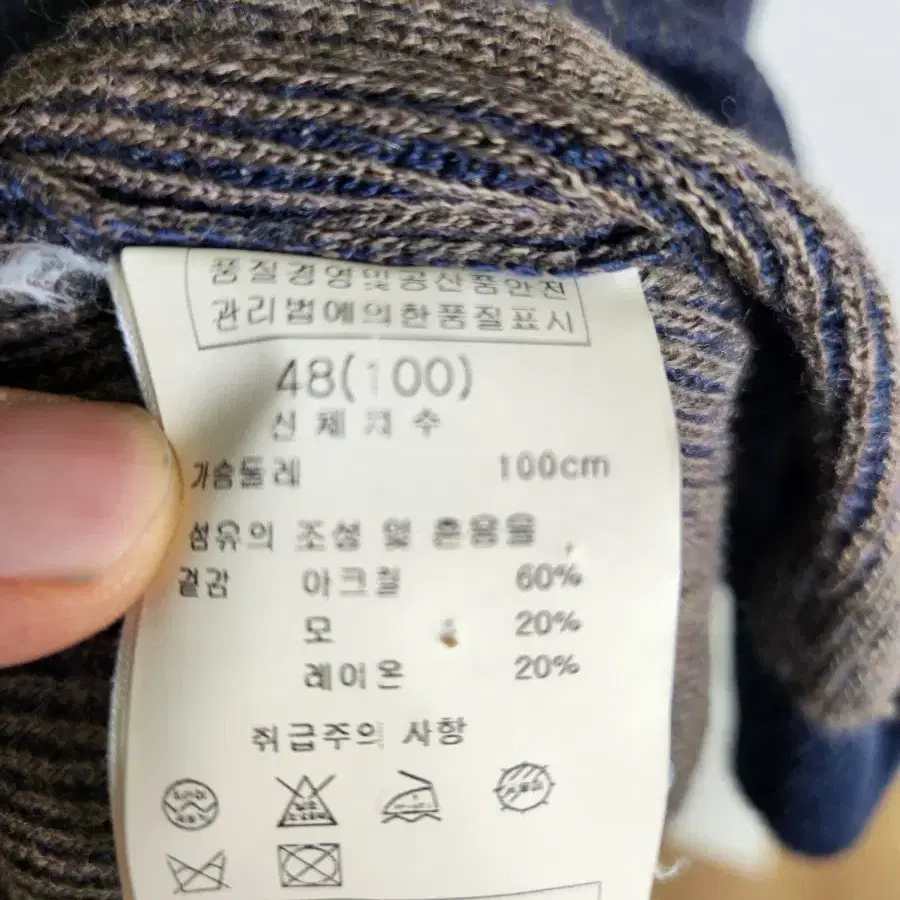 품질경영및공산품안전
관리법에의한품질표시
48(100)
신체치수
가슴둘레 100cm
섬유의 조성 및 혼용율
겉감 아크릴 60%
모 20%
레이온 20%
취급주의 사항
드라이